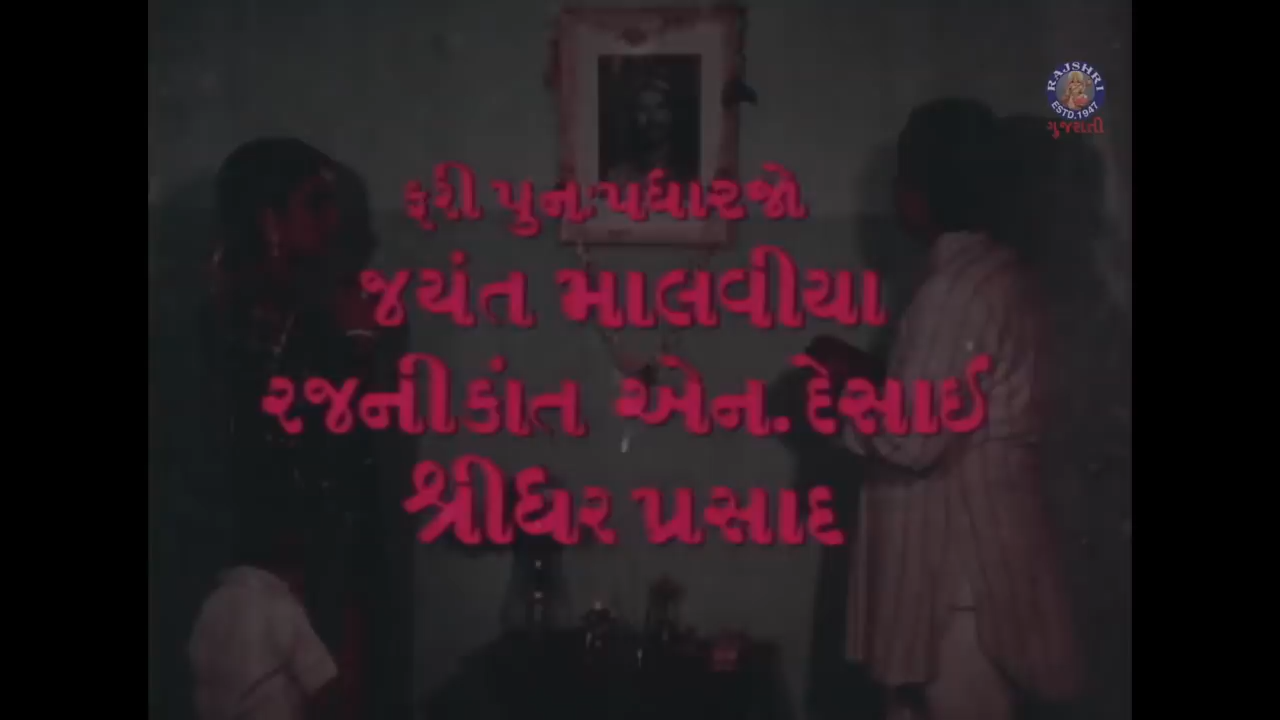 RAJSHRI
ESTD.1947
ગુજરાતી
ફરી પુનઃપધારજો
જયંત માલવીયા
રજનીકાંત એન. દેસાઈ
શ્રીધર પ્રસાદ